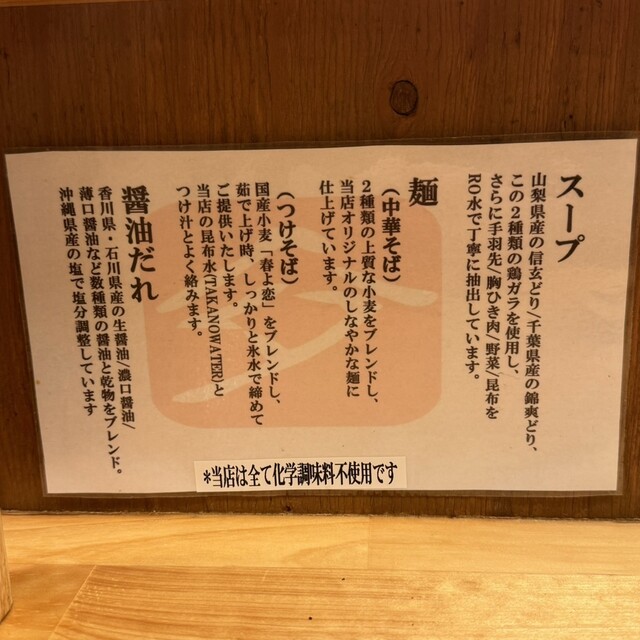 スープ
山梨県産の信玄どり/千葉県産の錦爽どり、
この2種類の鶏ガラを使用し、
さらに手羽先/胸ひき肉/野菜/昆布を
RO水で丁寧に抽出しています。
麺
(中華そば)
2種類の上質な小麦をブレンドし、
当店オリジナルのしなやかな麺に
仕上げています。
(つけそば)
国産小麦「春よ恋」をブレンドし、
茹で上げ時、しっかりと氷水で締めて
ご提供いたします。
当店の昆布水(TAKANOWATER)と
つけ汁とよく絡みます。
醤油だれ
香川県・石川県産の生醤油/濃口醤油/
薄口醤油など数種類の醤油と乾物をブレンド。
沖縄県産の塩で塩分調整しています
*当店は全て化学調味料不使用です